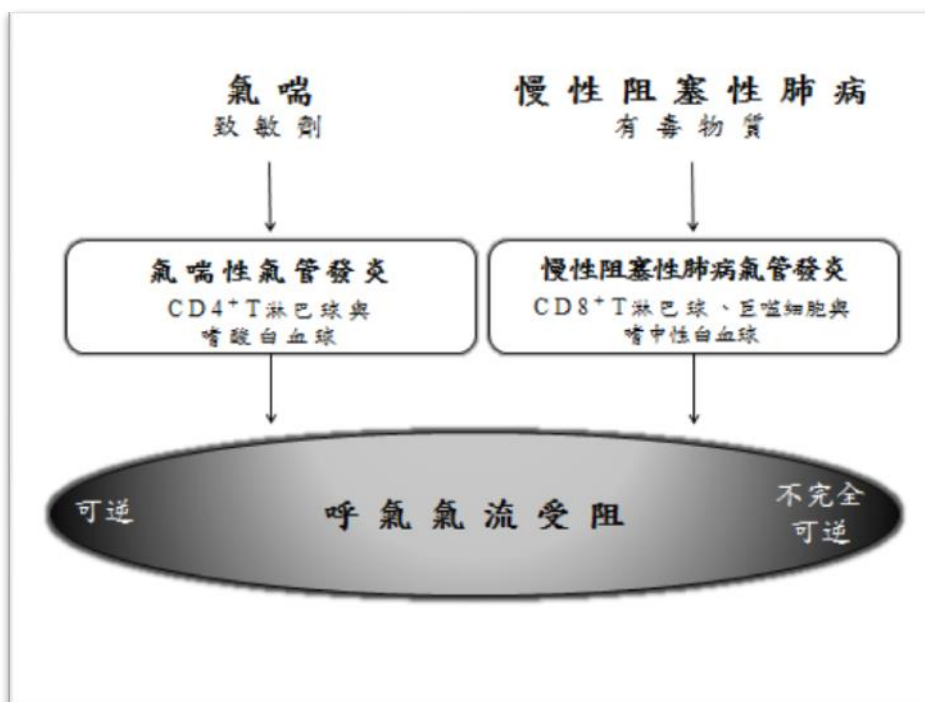 氣喘
致敏劑
慢性阻塞性肺病
有毒物質
氣喘性氣管發炎
CD4⁺T淋巴球與
嗜酸白血球
慢性阻塞性肺病氣管發炎
CD8⁺T淋巴球、巨噬細胞與
嗜中性白血球
可逆
呼氣氣流受阻
不完全
可逆